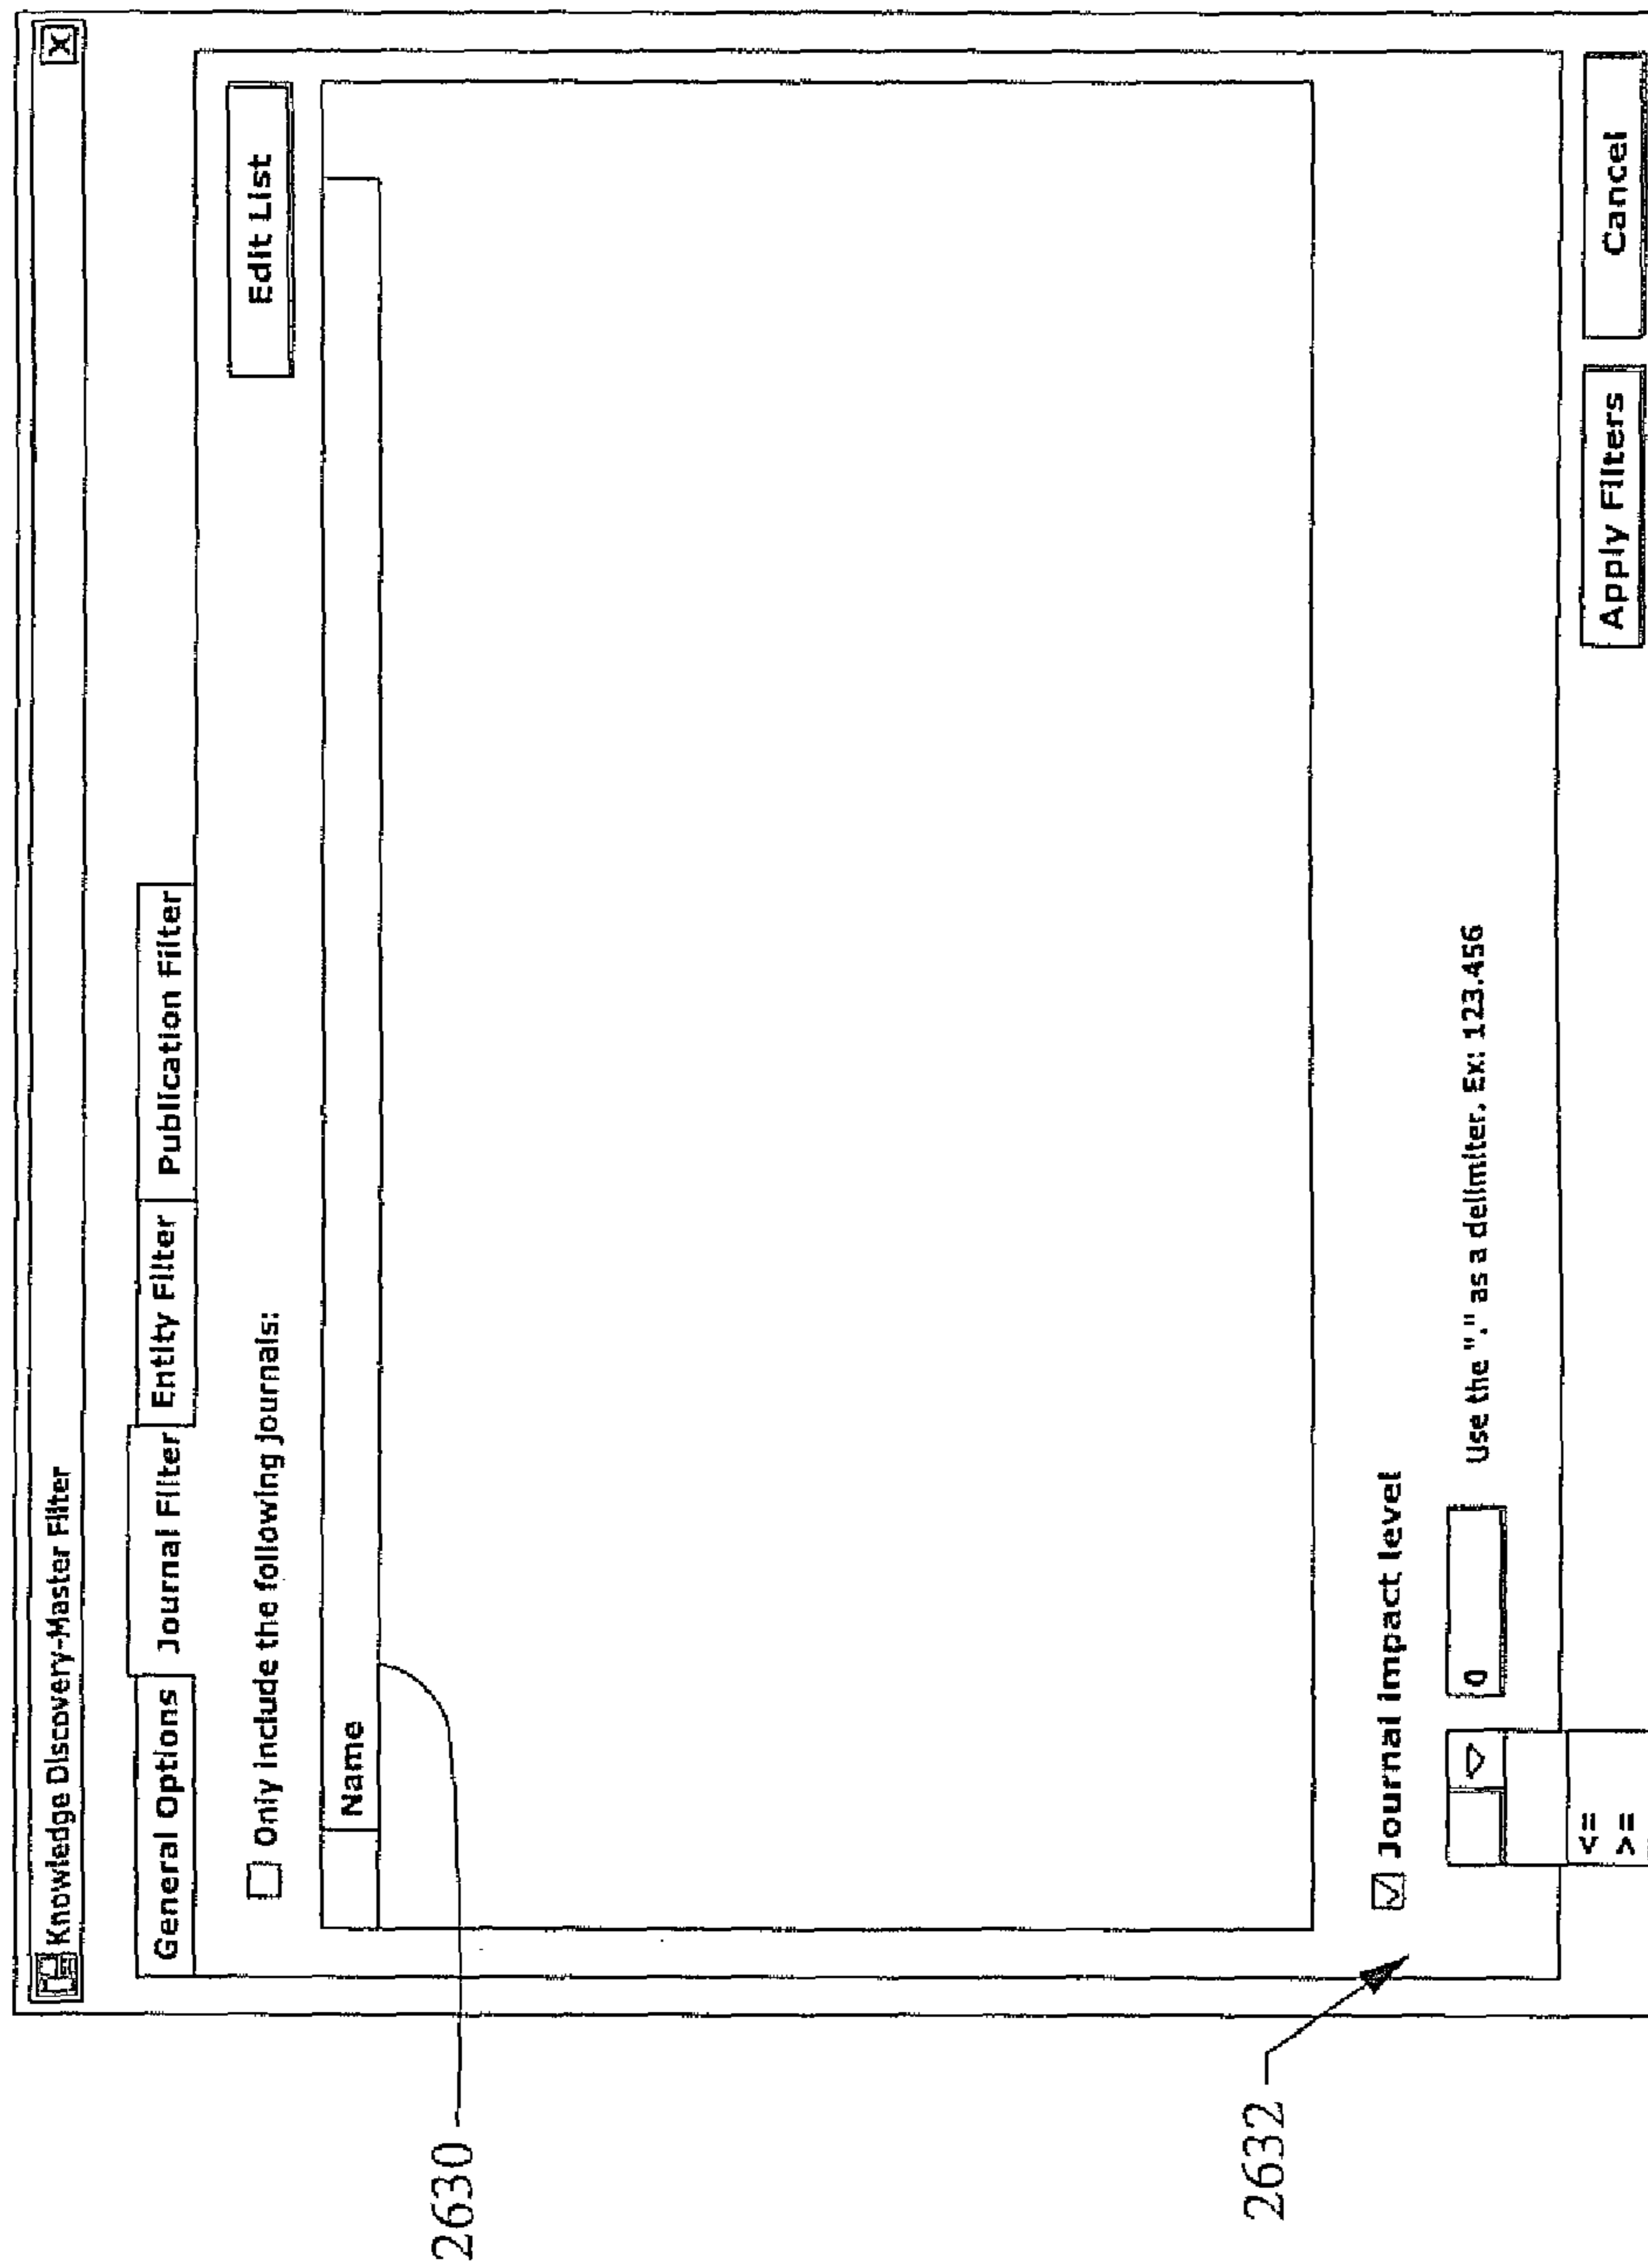 Knowledge Discovery-Master Filter X
General Options Journal Filter Entity Filter Publication Filter
Only include the following journals: Edit List
Name
2630
Journal impact level
2632
0 Use the "." as a delimiter. Ex: 123.456
<=
>=
Apply Filters Cancel